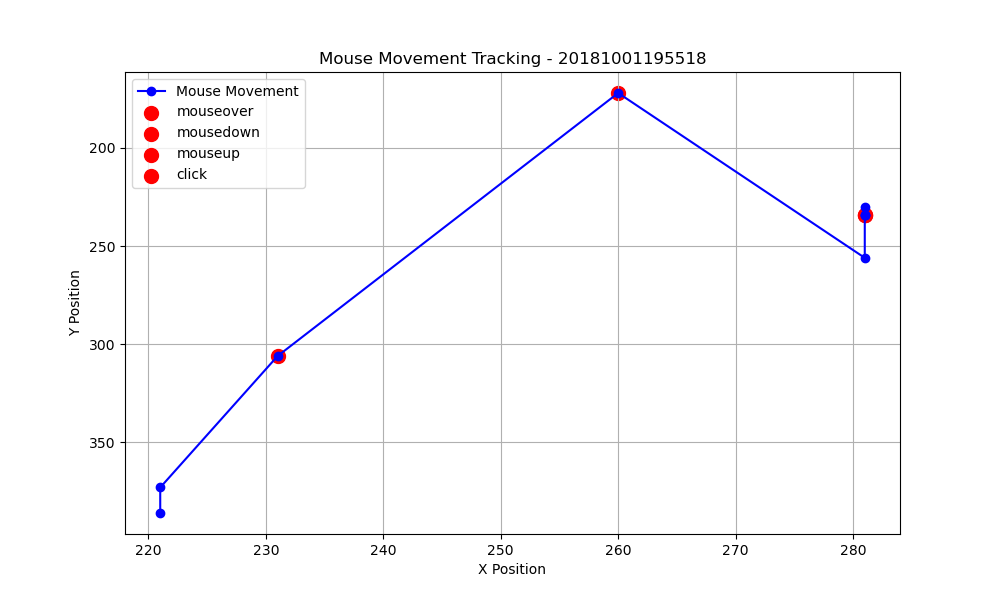 Mouse Movement Tracking - 20181001195518
Mouse Movement
mouseover
mousedown
mouseup
click
200
250
300
350
Y Position
220
230
240
250
260
270
280
X Position